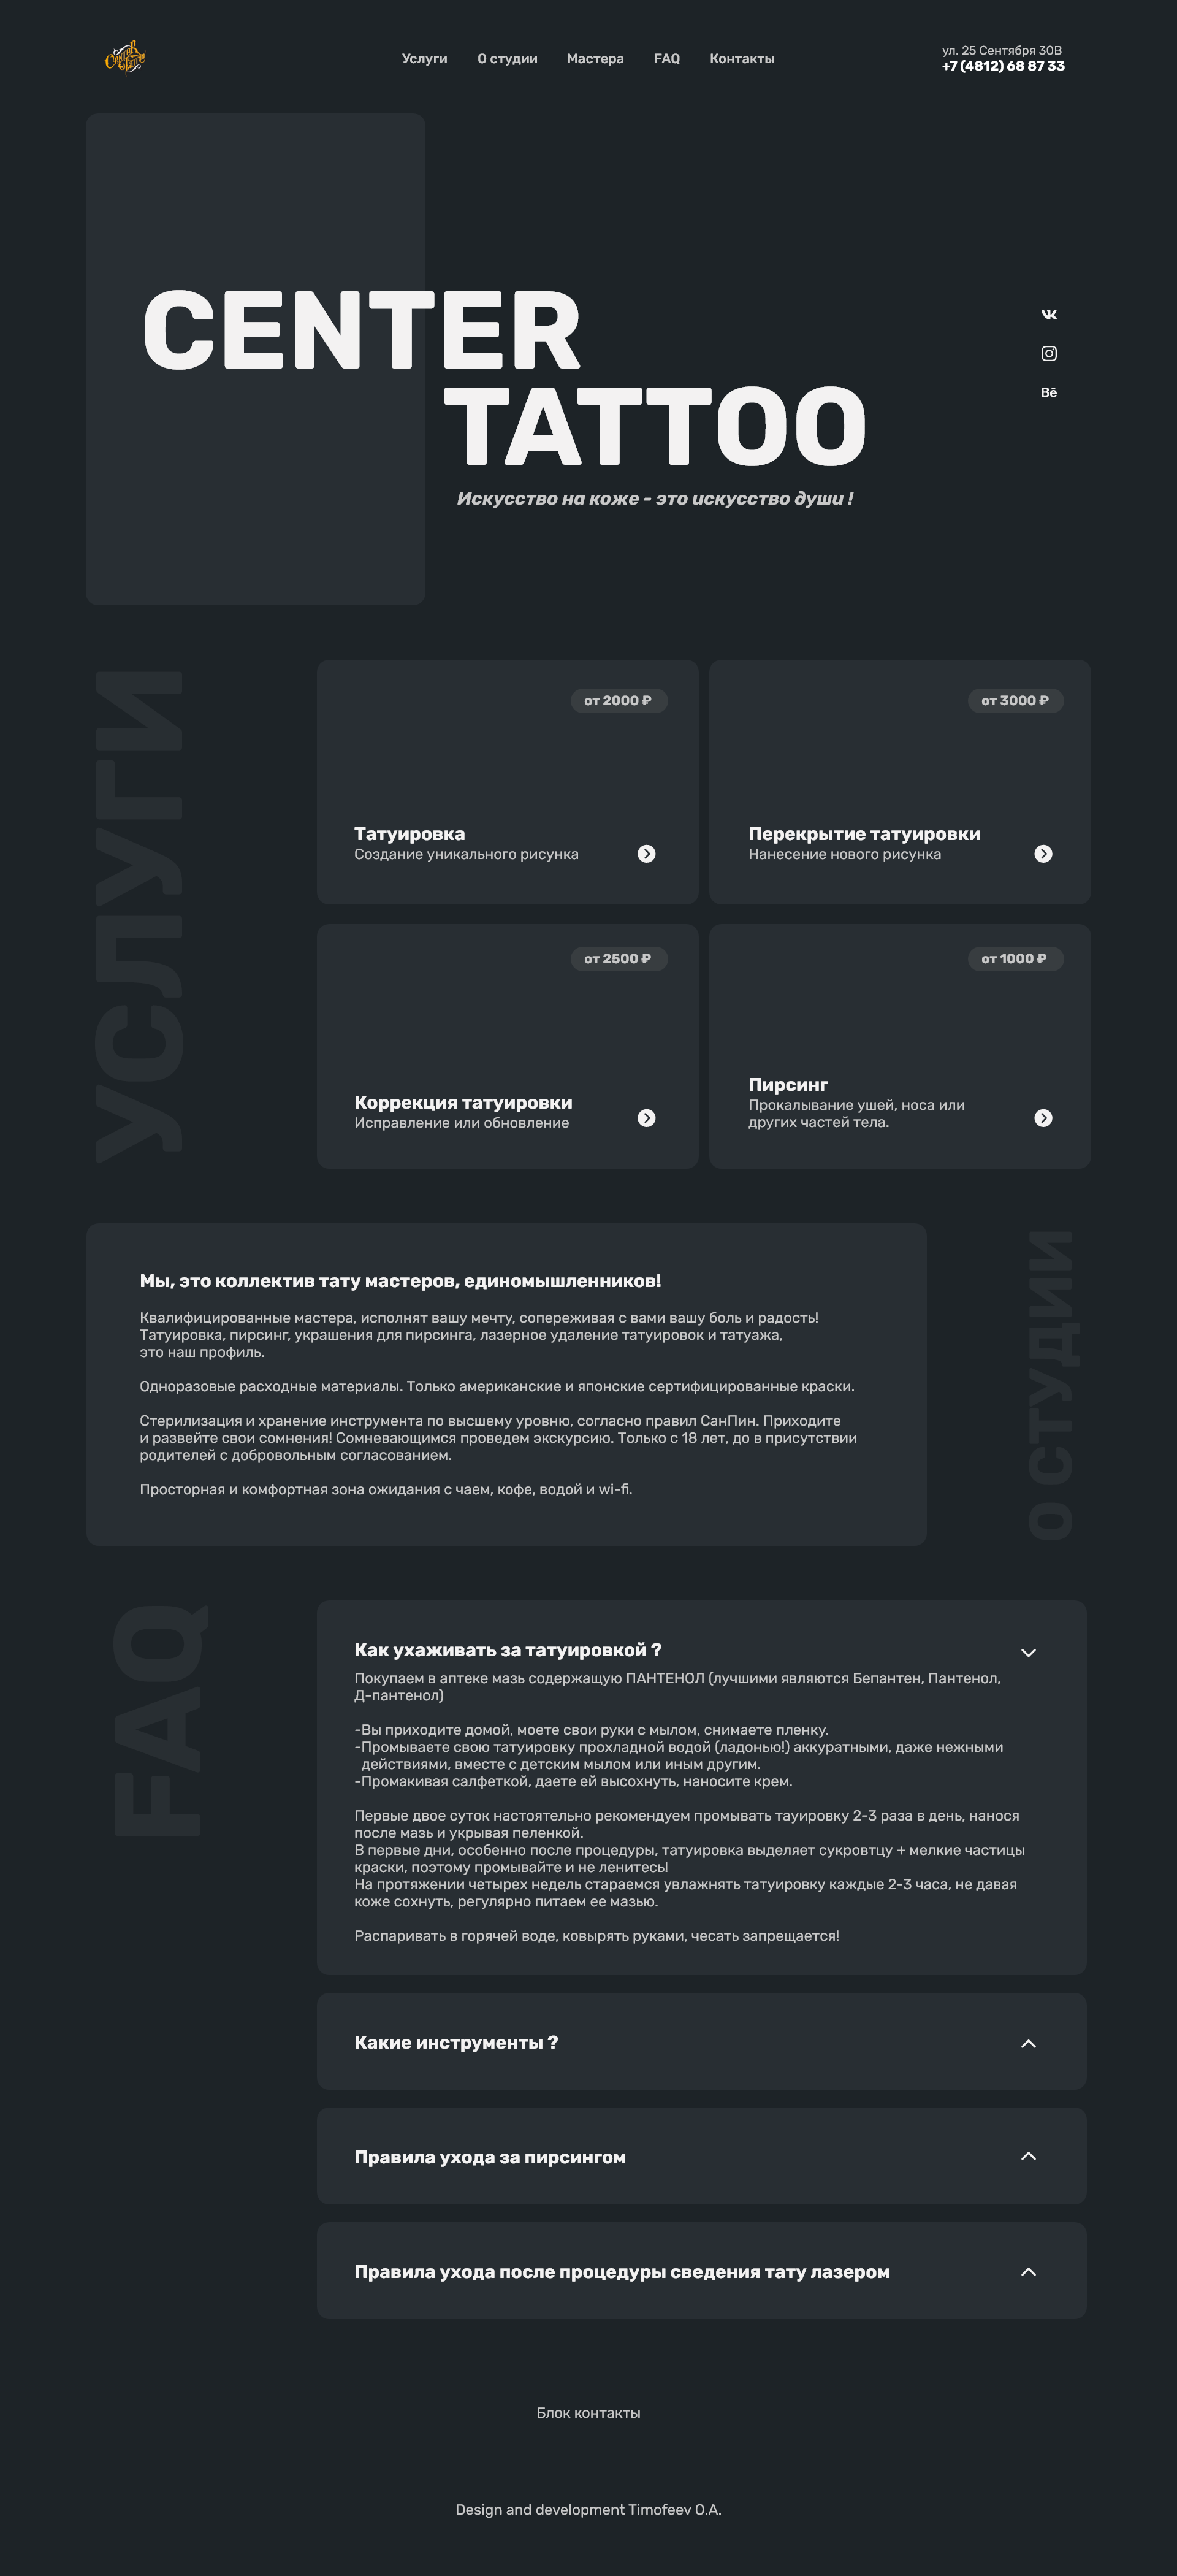 Услуги О студии Мастера FAQ Контакты
ул. 25 Сентября 30В
+7 (4812) 68 87 33
CENTER
TATTOO
Искусство на коже - это искусство души !
Bē
УСЛУГИ
от 2000 ₽
Татуировка
Создание уникального рисунка
от 3000 ₽
Перекрытие татуировки
Нанесение нового рисунка
от 2500 ₽
Коррекция татуировки
Исправление или обновление
от 1000 ₽
Пирсинг
Прокалывание ушей, носа или
других частей тела.
Мы, это коллектив тату мастеров, единомышленников!
Квалифицированные мастера, исполнят вашу мечту, сопереживая с вами вашу боль и радость!
Татуировка, пирсинг, украшения для пирсинга, лазерное удаление татуировок и татуажа,
это наш профиль.
Одноразовые расходные материалы. Только американские и японские сертифицированные краски.
Стерилизация и хранение инструмента по высшему уровню, согласно правил СанПин. Приходите
и развейте свои сомнения! Сомневающимся проведем экскурсию. Только с 18 лет, до в присутствии
родителей с добровольным согласованием.
Просторная и комфортная зона ожидания с чаем, кофе, водой и wi-fi.
О СТУДИИ
FAQ
Как ухаживать за татуировкой ?
Покупаем в аптеке мазь содержащую ПАНТЕНОЛ (лучшими являются Бепантен, Пантенол,
Д-пантенол)
-Вы приходите домой, моете свои руки с мылом, снимаете пленку.
-Промываете свою татуировку прохладной водой (ладонью!) аккуратными, даже нежными
действиями, вместе с детским мылом или иным другим.
-Промакивая салфеткой, даете ей высохнуть, наносите крем.
Первые двое суток настоятельно рекомендуем промывать тауировку 2-3 раза в день, нанося
после мазь и укрывая пеленкой.
В первые дни, особенно после процедуры, татуировка выделяет сукровтцу + мелкие частицы
краски, поэтому промывайте и не ленитесь!
На протяжении четырех недель стараемся увлажнять татуировку каждые 2-3 часа, не давая
коже сохнуть, регулярно питаем ее мазью.
Распаривать в горячей воде, ковырять руками, чесать запрещается!
Какие инструменты ?
Правила ухода за пирсингом
Правила ухода после процедуры сведения тату лазером
Блок контакты
Design and development Timofeev O.A.